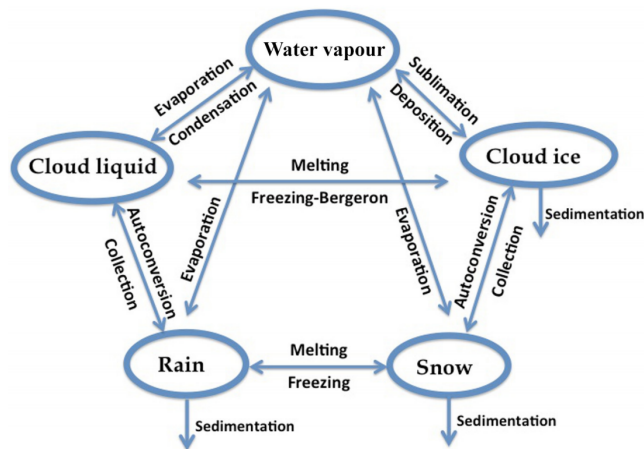 Water vapour
Evaporation
Condensation
Sublimation
Deposition
Cloud liquid
Cloud ice
Melting
Freezing-Bergeron
Sedimentation
Evaporation
Evaporation
Autoconversion
Collection
Autoconversion
Collection
Rain
Melting
Freezing
Snow
Sedimentation
Sedimentation